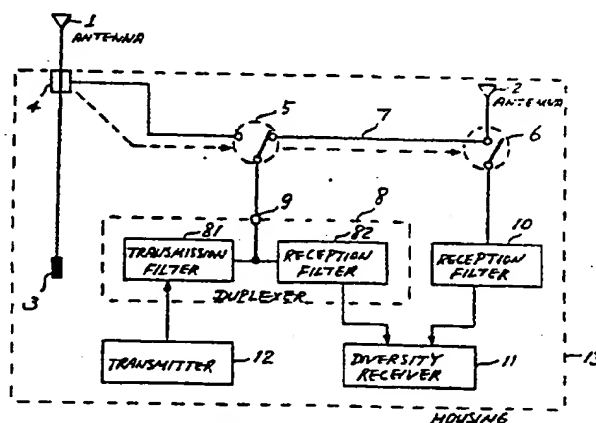 1
ANTENNA
2
ANTENNA
4
5
7
6
9
8
81
82
10
TRANSMISSION
FILTER
RECEPTION
FILTER
RECEPTION
FILTER
3
DUPLEXER
TRANSMITTER
12
DIVERSITY
RECEIVER
11
13
HOUSING